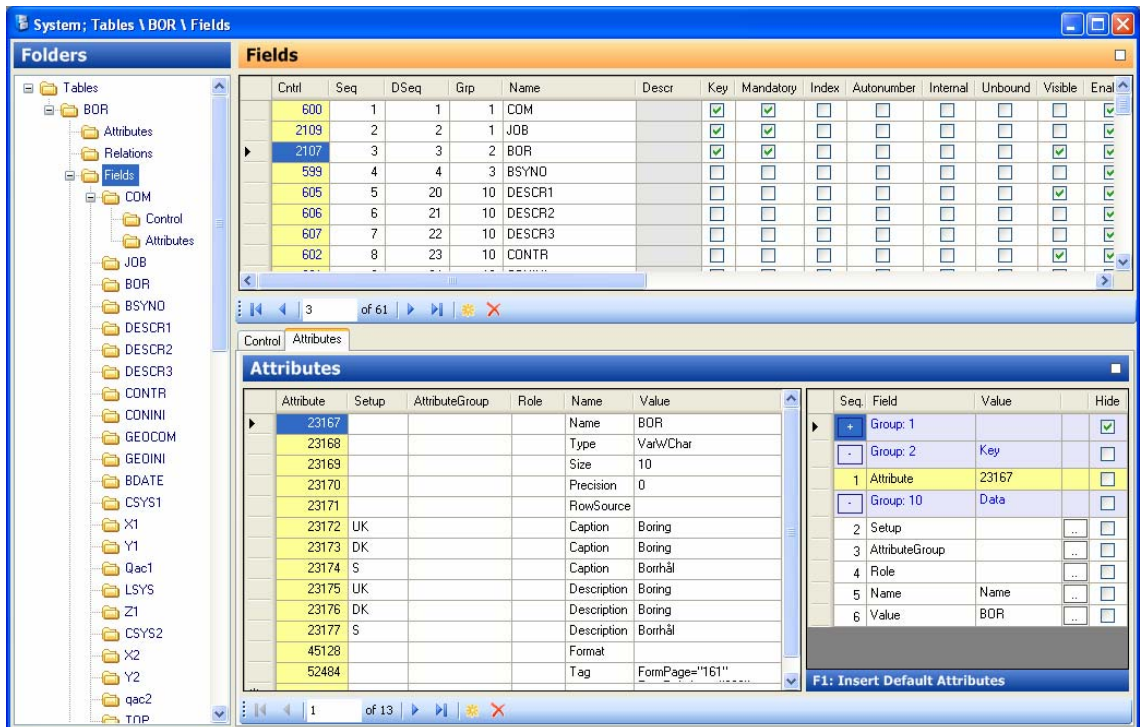 System; Tables \ BOR \ Fields
Folders
Tables
BOR
Attributes
Relations
Fields
COM
Control
Attributes
JOB
BOR
BSYNO
DESCR1
DESCR2
DESCR3
CONTR
CONINI
GEOCOM
GEOINI
BDATE
CSYS1
X1
Y1
Qac1
LSYS
Z1
CSYS2
X2
Y2
qac2
TOP
Fields
Cntrl Seq DSeq Grp Name Descr Key Mandatory Index Autonumber Internal Unbound Visible Enal
600 1 1 1 COM
2109 2 2 1 JOB
2107 3 3 2 BOR
599 4 4 3 BSYNO
605 5 20 10 DESCR1
606 6 21 10 DESCR2
607 7 22 10 DESCR3
602 8 23 10 CONTR
3 of 61
Control Attributes
Attributes
Attribute Setup AttributeGroup Role Name Value
23167 Name BOR
23168 Type VarWChar
23169 Size 10
23170 Precision 0
23171 RowSource
23172 UK Caption Boring
23173 DK Caption Boring
23174 S Caption Borrhål
23175 UK Description Boring
23176 DK Description Boring
23177 S Description Borrhål
45128 Format
52484 Tag FormPage="161"
1 of 13
Seq. Field Value Hide
+ Group: 1
- Group: 2 Key
1 Attribute 23167
- Group: 10 Data
2 Setup ..
3 AttributeGroup ..
4 Role ..
5 Name Name ..
6 Value BOR ..
F1: Insert Default Attributes